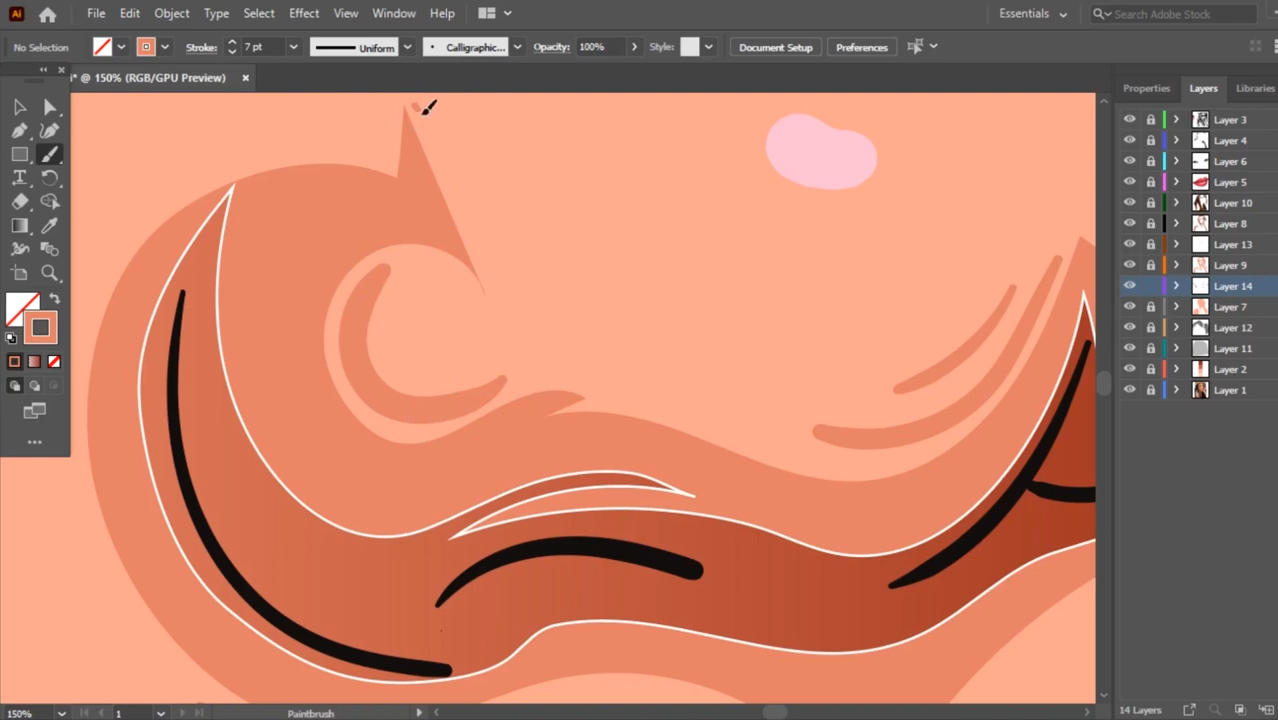 Ai File Edit Object Type Select Effect View Window Help Essentials Search Adobe Stock
No Selection Stroke: 7 pt Uniform Calligraphic... Opacity: 100% Style: Document Setup Preferences
i* @ 150% (RGB/GPU Preview) Properties Layers Libraries
Layer 3
Layer 4
Layer 6
Layer 5
Layer 10
Layer 8
Layer 13
Layer 9
Layer 14
Layer 7
Layer 12
Layer 11
Layer 2
Layer 1
150% 1 Paintbrush 14 Layers